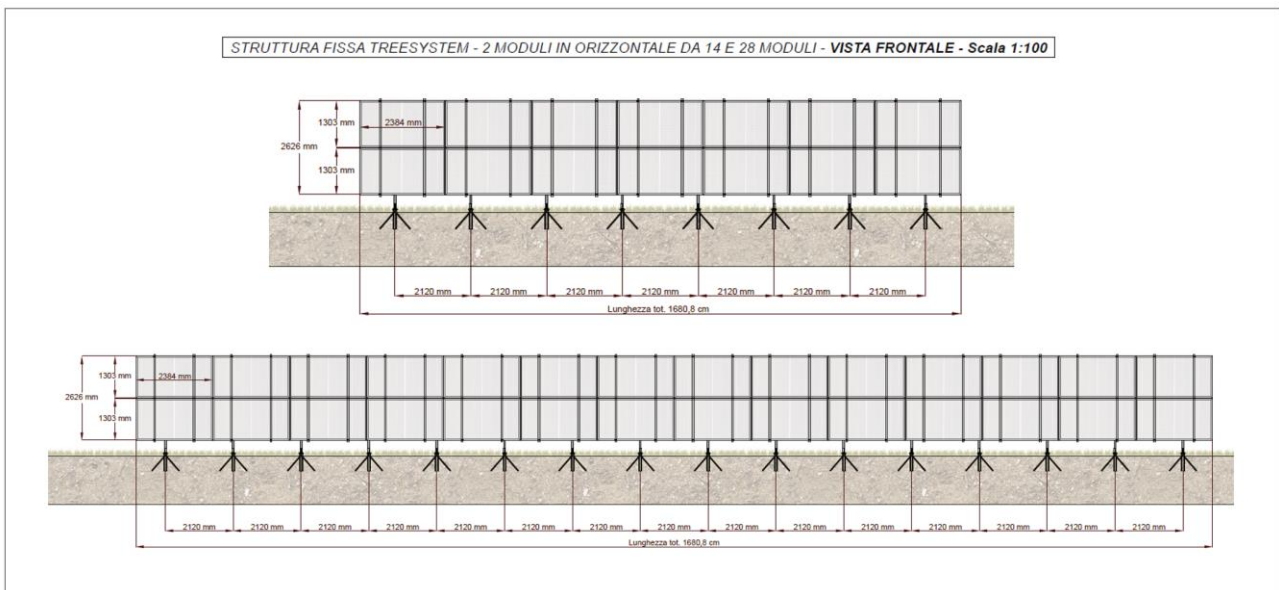 STRUTTURA FISSA TREESYSTEM - 2 MODULI IN ORIZZONTALE DA 14 E 28 MODULI - VISTA FRONTALE - Scala 1:100
1303 mm
2384 mm
2626 mm
1303 mm
2120 mm 2120 mm 2120 mm 2120 mm 2120 mm 2120 mm 2120 mm
Lunghezza tot. 1680,8 cm
1303 mm
2384 mm
2626 mm
1303 mm
2120 mm 2120 mm 2120 mm 2120 mm 2120 mm 2120 mm 2120 mm 2120 mm 2120 mm 2120 mm 2120 mm 2120 mm 2120 mm 2120 mm 2120 mm
Lunghezza tot. 1680,8 cm